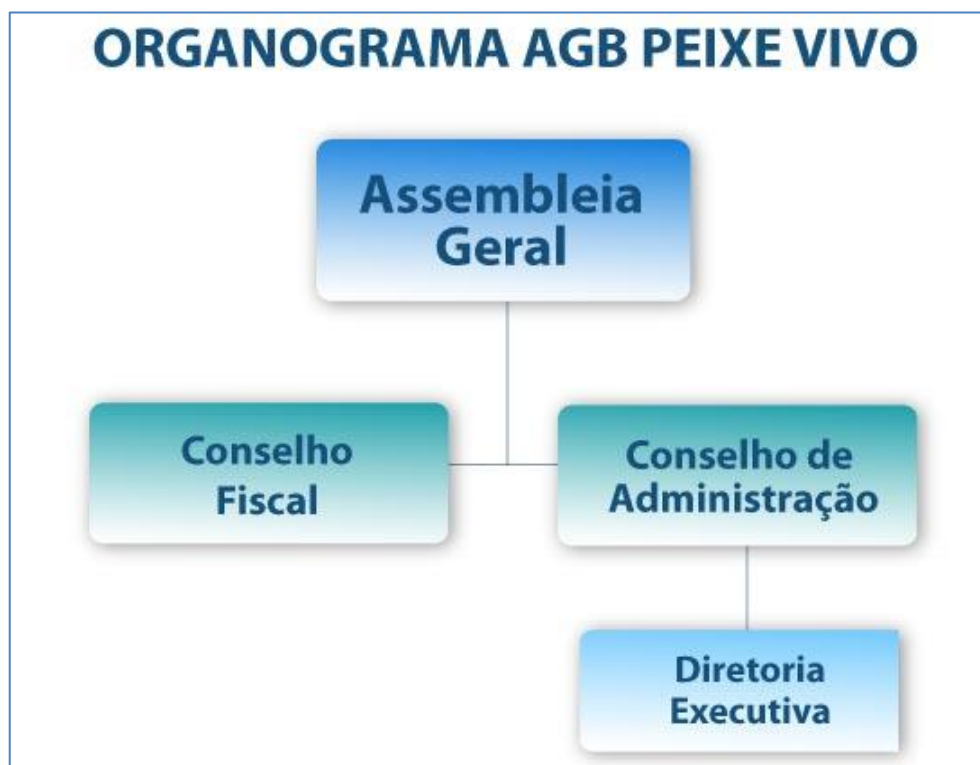 ORGANOGRAMA AGB PEIXE VIVO
Assembleia
Geral
Conselho
Fiscal
Conselho de
Administração
Diretoria
Executiva